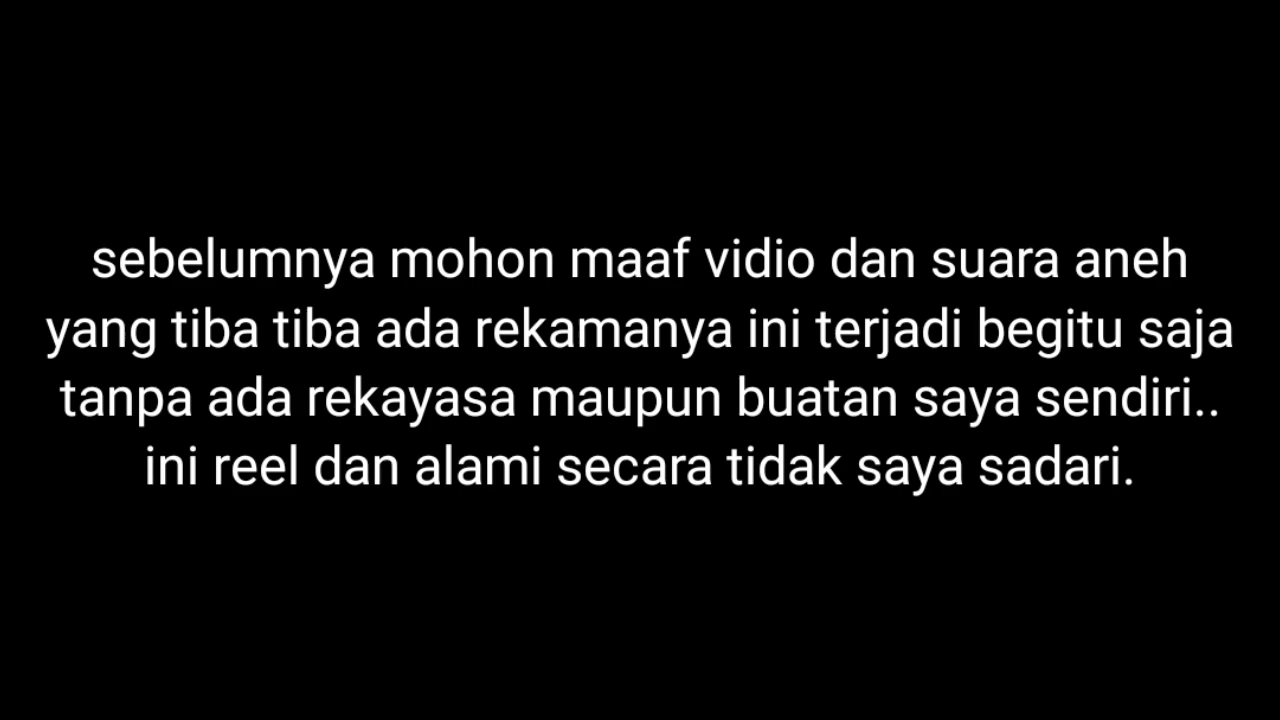 sebelumnya mohon maaf vidio dan suara aneh
yang tiba tiba ada rekamanya ini terjadi begitu saja
tanpa ada rekayasa maupun buatan saya sendiri..
ini reel dan alami secara tidak saya sadari.